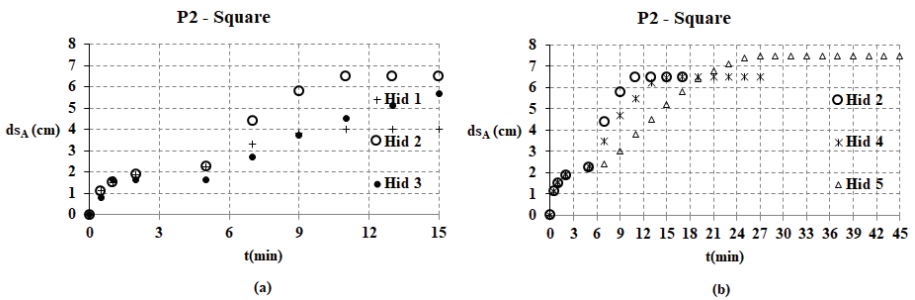 P2 - Square
8
7
6
5
4
3
2
1
0
ds_A (cm)
0 3 6 9 12 15
t(min)
Hid 1
Hid 2
Hid 3
(a)
P2 - Square
8
7
6
5
4
3
2
1
0
ds_A (cm)
0 3 6 9 12 15 18 21 24 27 30 33 36 39 42 45
t(min)
Hid 2
Hid 4
Hid 5
(b)